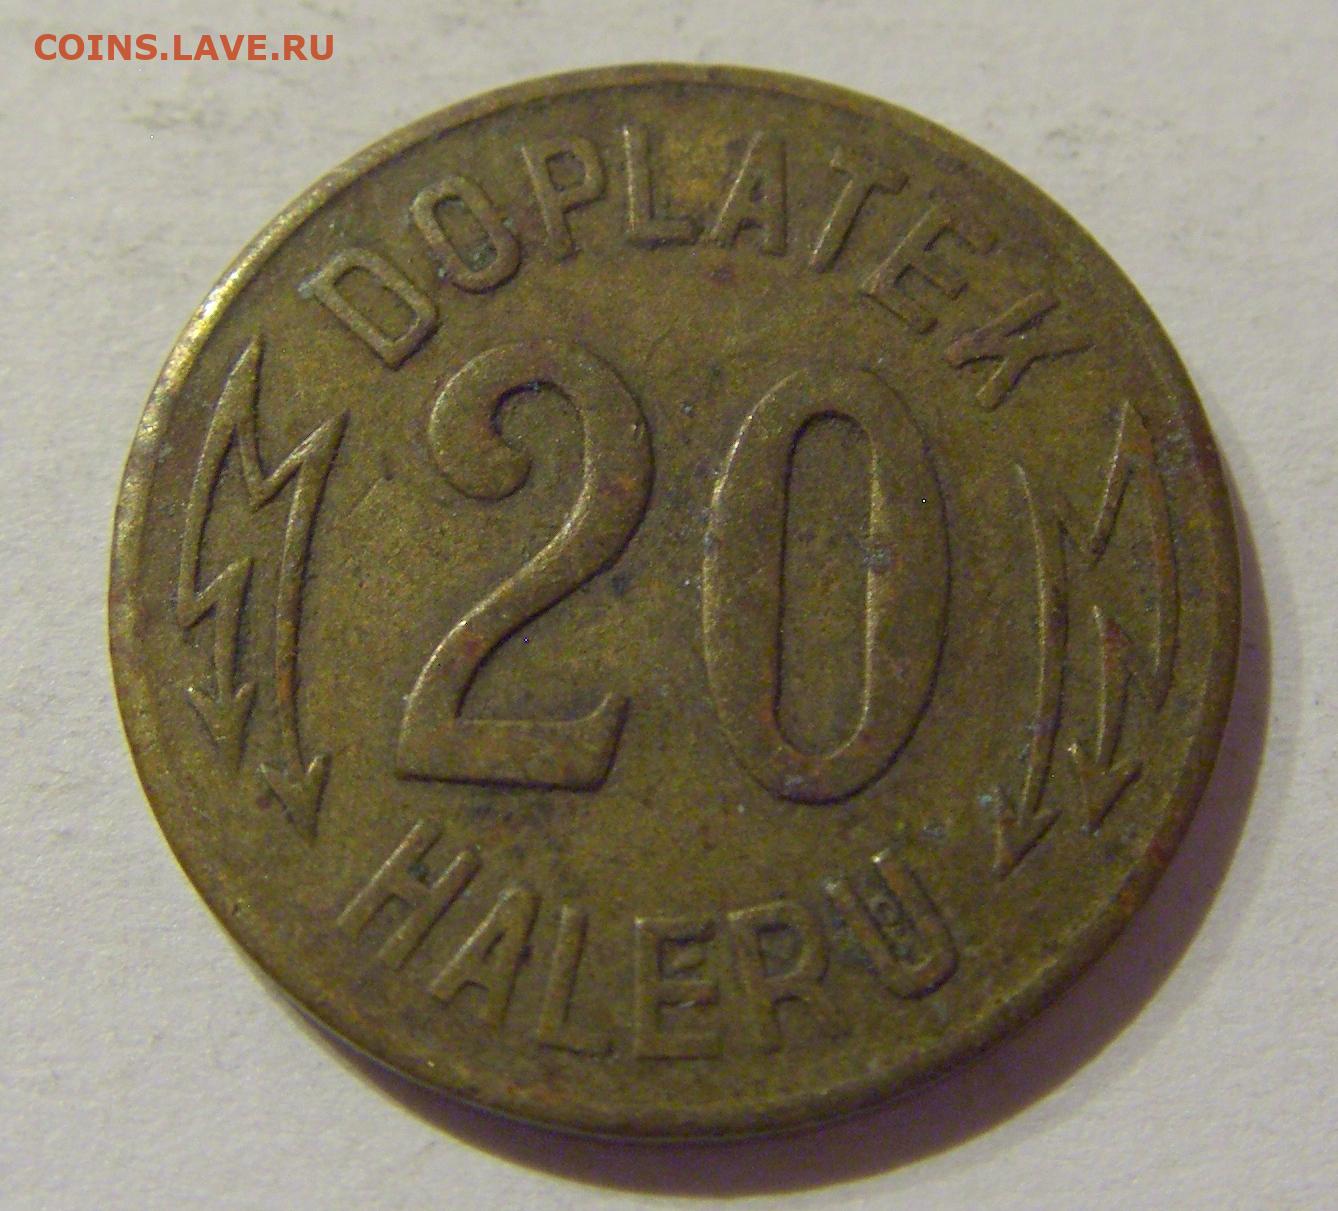 COINS.LAVE.RU
DOPLATEK
20
HALERU